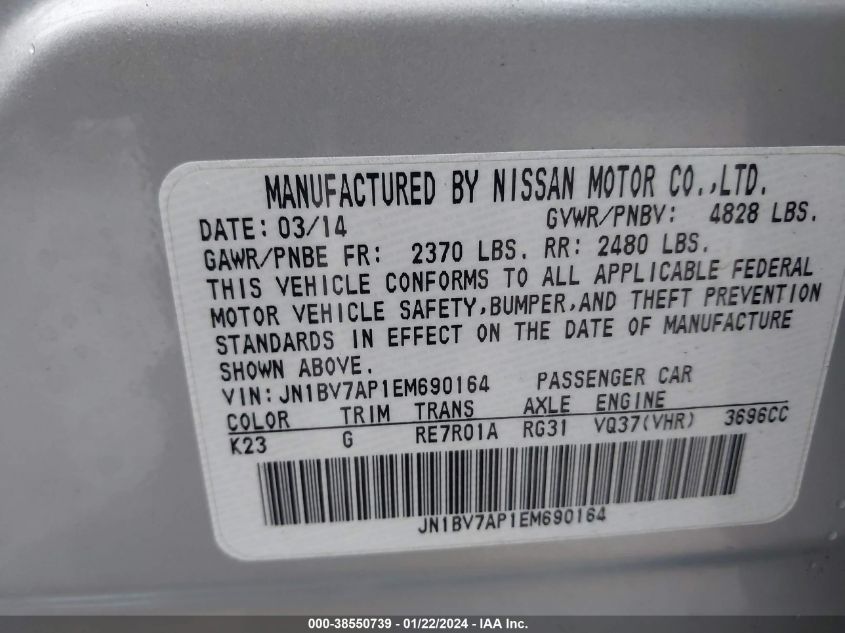 MANUFACTURED BY NISSAN MOTOR CO.,LTD.
DATE: 03/14 GVWR/PNBV: 4828 LBS.
GAWR/PNBE FR: 2370 LBS. RR: 2480 LBS.
THIS VEHICLE CONFORMS TO ALL APPLICABLE FEDERAL
MOTOR VEHICLE SAFETY,BUMPER,AND THEFT PREVENTION
STANDARDS IN EFFECT ON THE DATE OF MANUFACTURE
SHOWN ABOVE.
VIN: JN1BV7AP1EM690164 PASSENGER CAR
COLOR TRIM TRANS AXLE ENGINE
K23 G RE7R01A RG31 VQ37(VHR) 3696CC
JN1BV7AP1EM690164
000-38550739 - 01/22/2024 - IAA Inc.